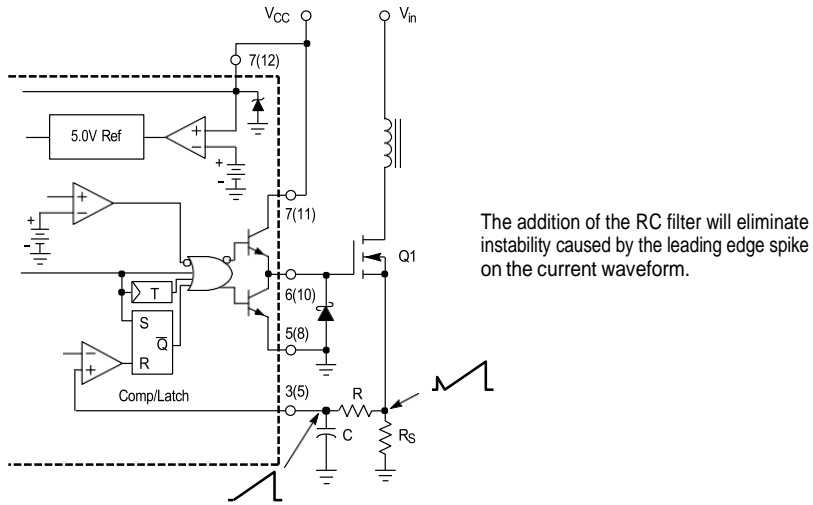 VCC
Vin
7(12)
5.0V Ref
+
−
+
−
+
−
+
−
7(11)
The addition of the RC filter will eliminate
instability caused by the leading edge spike
on the current waveform.
Q1
6(10)
T
S
Q̅
R
5(8)
−
+
Comp/Latch
3(5)
R
C
RS